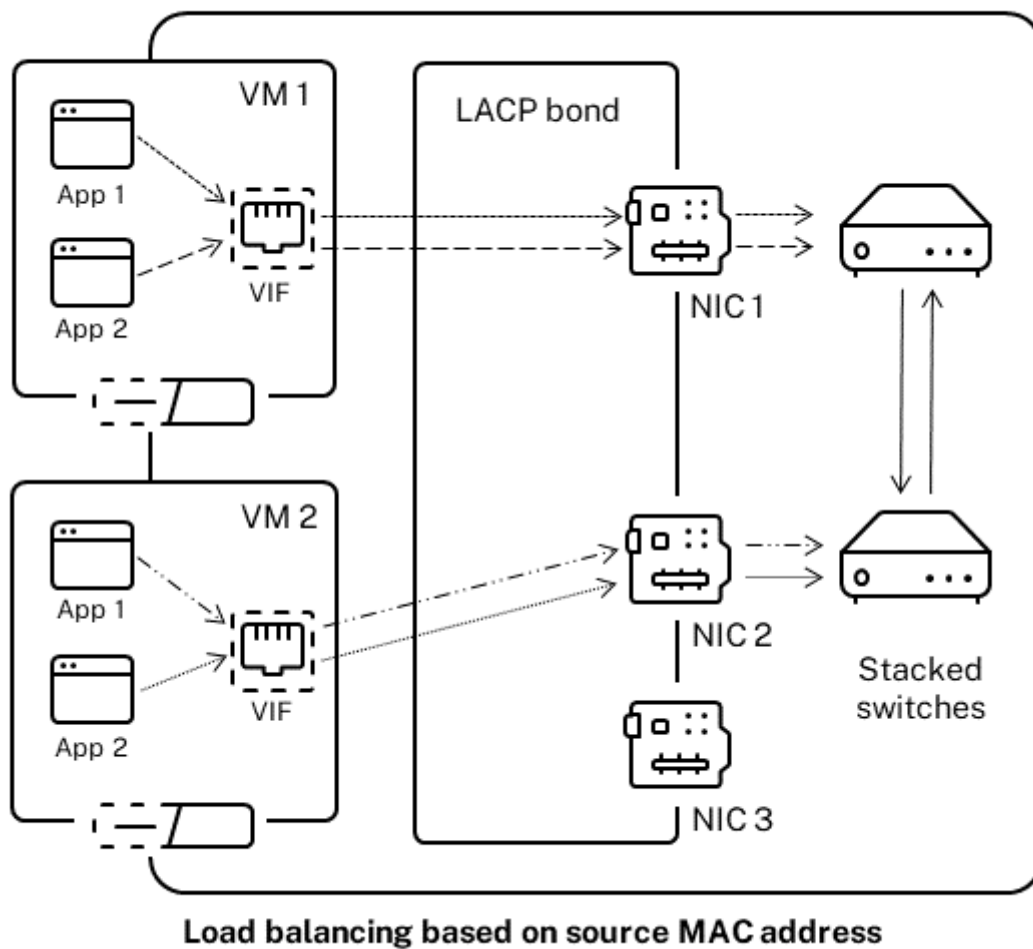 VM 1
LACP bond
App 1
App 2
VIF
NIC 1
VM 2
App 1
App 2
VIF
NIC 2
Stacked
switches
NIC 3
Load balancing based on source MAC address